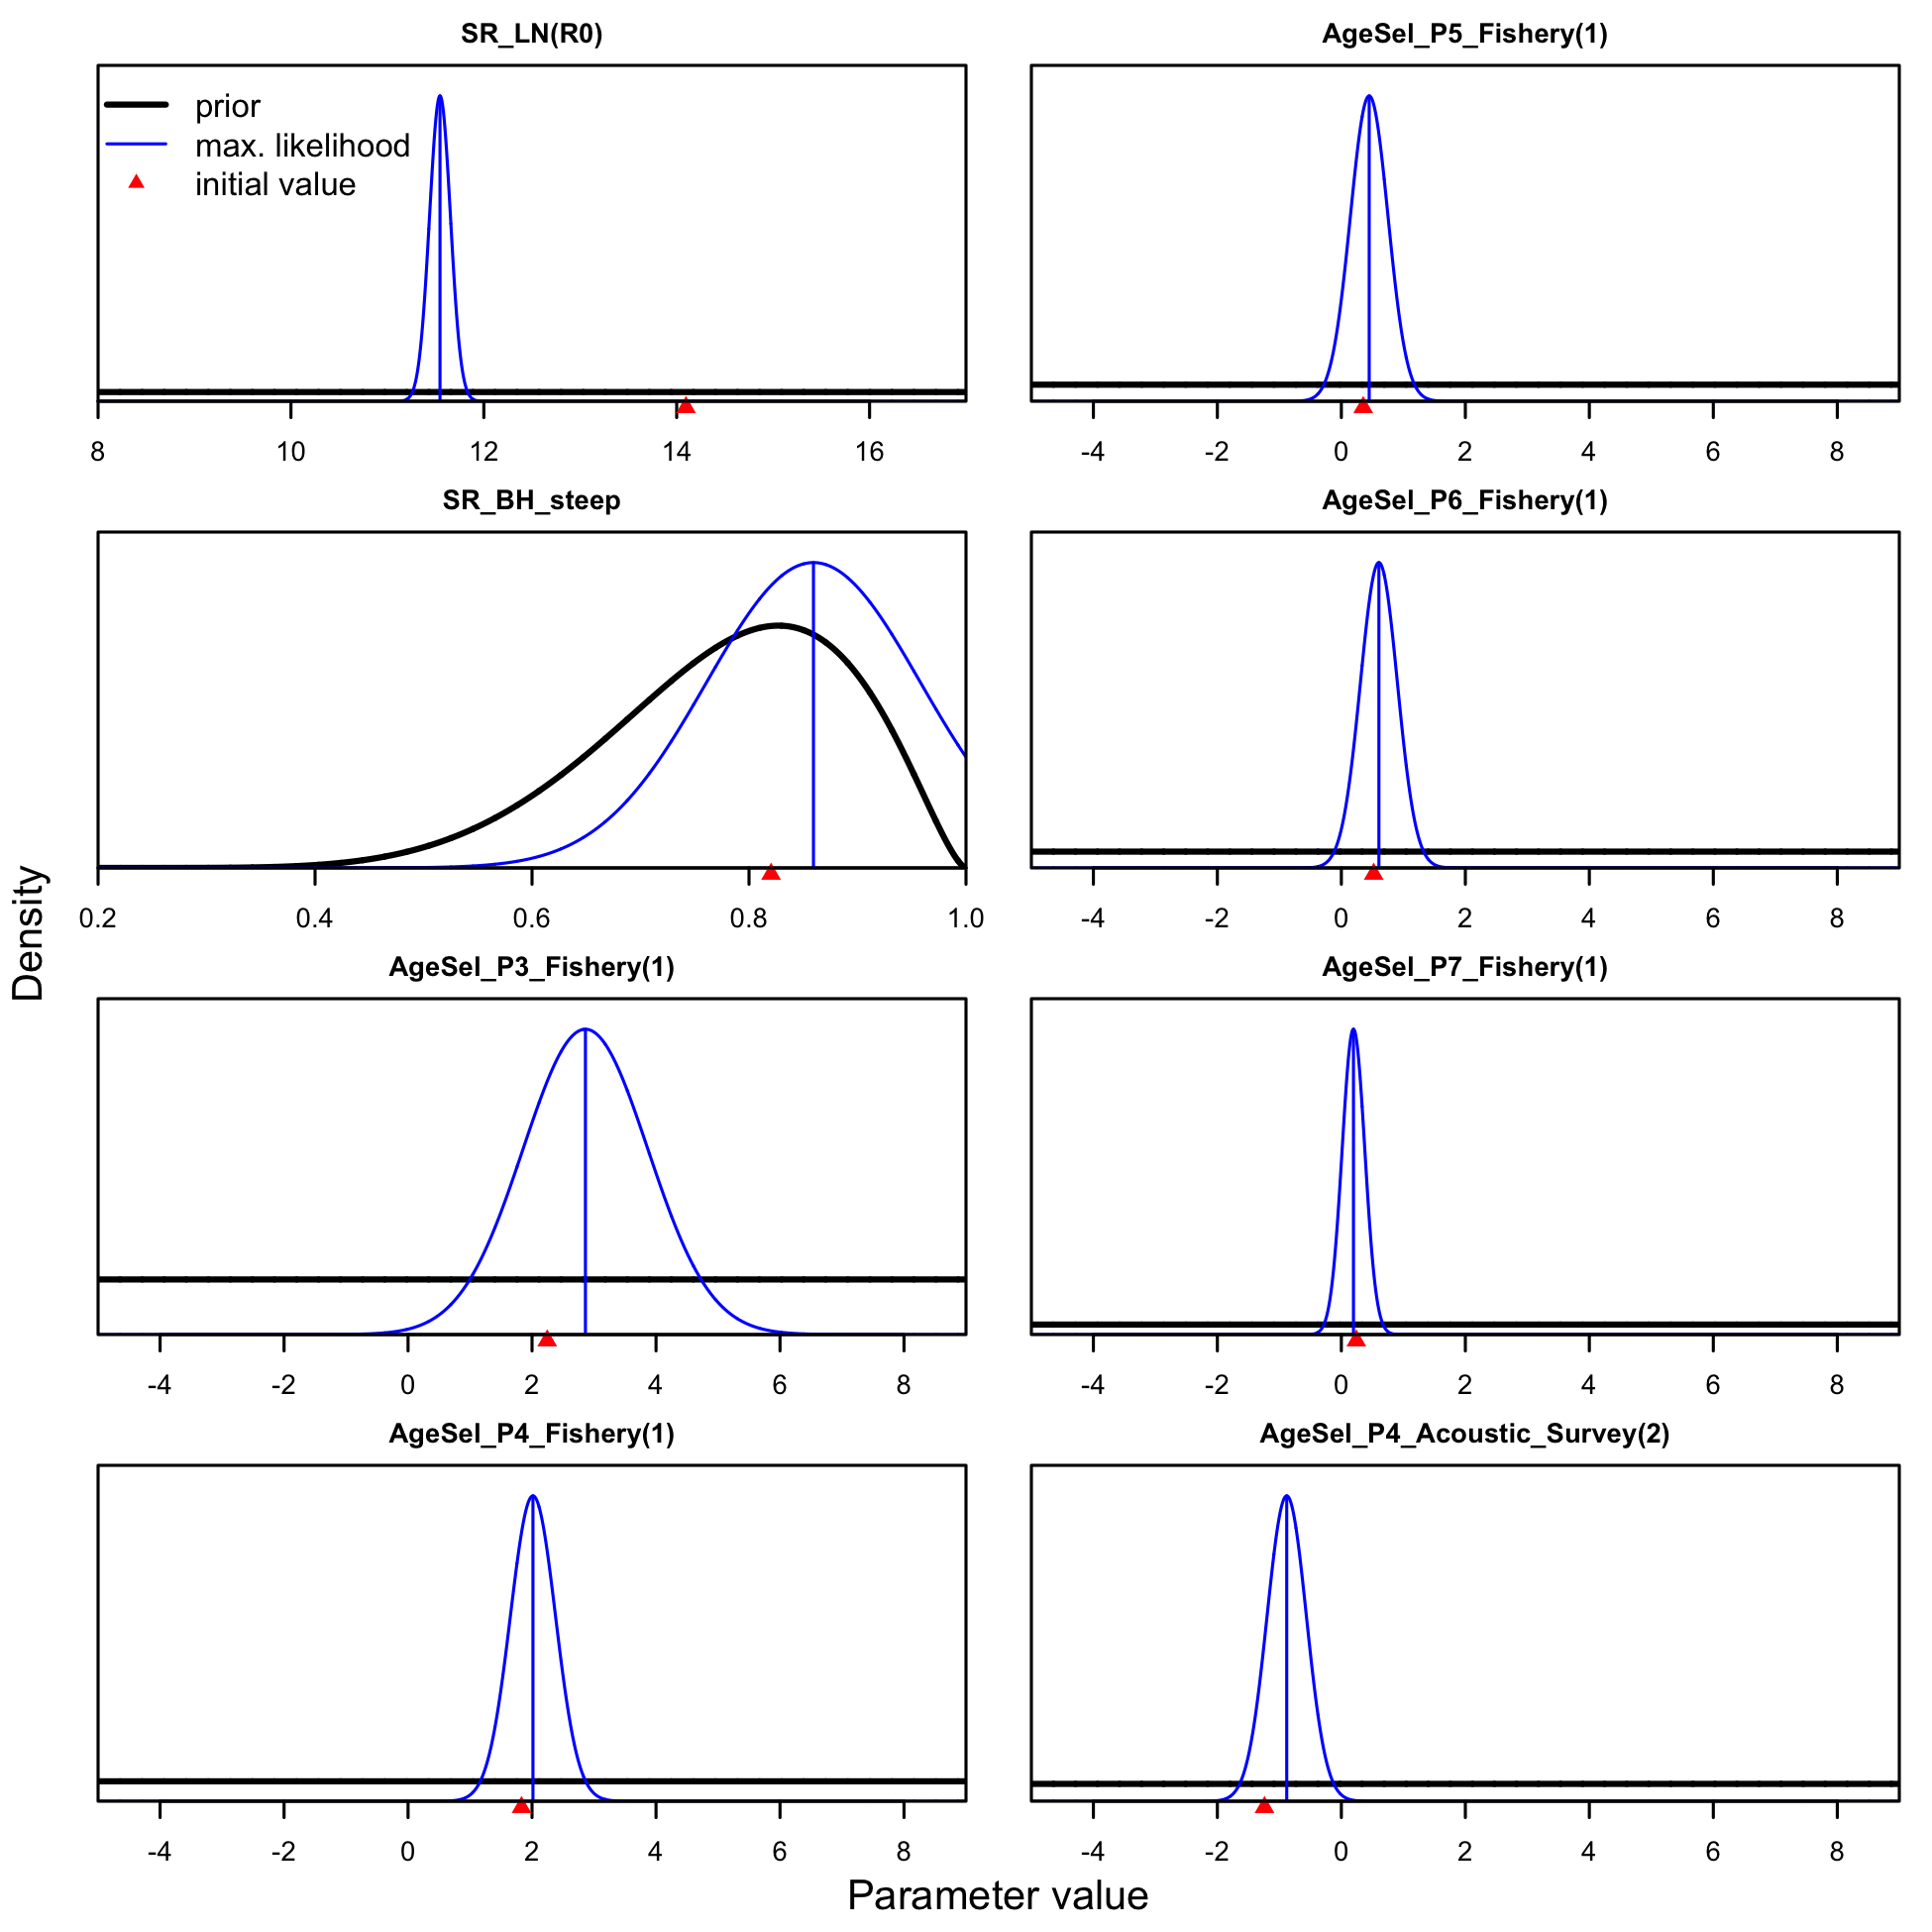 SR_LN(R0)
prior
max. likelihood
initial value
8 10 12 14 16
AgeSel_P5_Fishery(1)
-4 -2 0 2 4 6 8
SR_BH_steep
0.2 0.4 0.6 0.8 1.0
AgeSel_P6_Fishery(1)
-4 -2 0 2 4 6 8
AgeSel_P3_Fishery(1)
-4 -2 0 2 4 6 8
AgeSel_P7_Fishery(1)
-4 -2 0 2 4 6 8
AgeSel_P4_Fishery(1)
-4 -2 0 2 4 6 8
AgeSel_P4_Acoustic_Survey(2)
-4 -2 0 2 4 6 8
Density
Parameter value